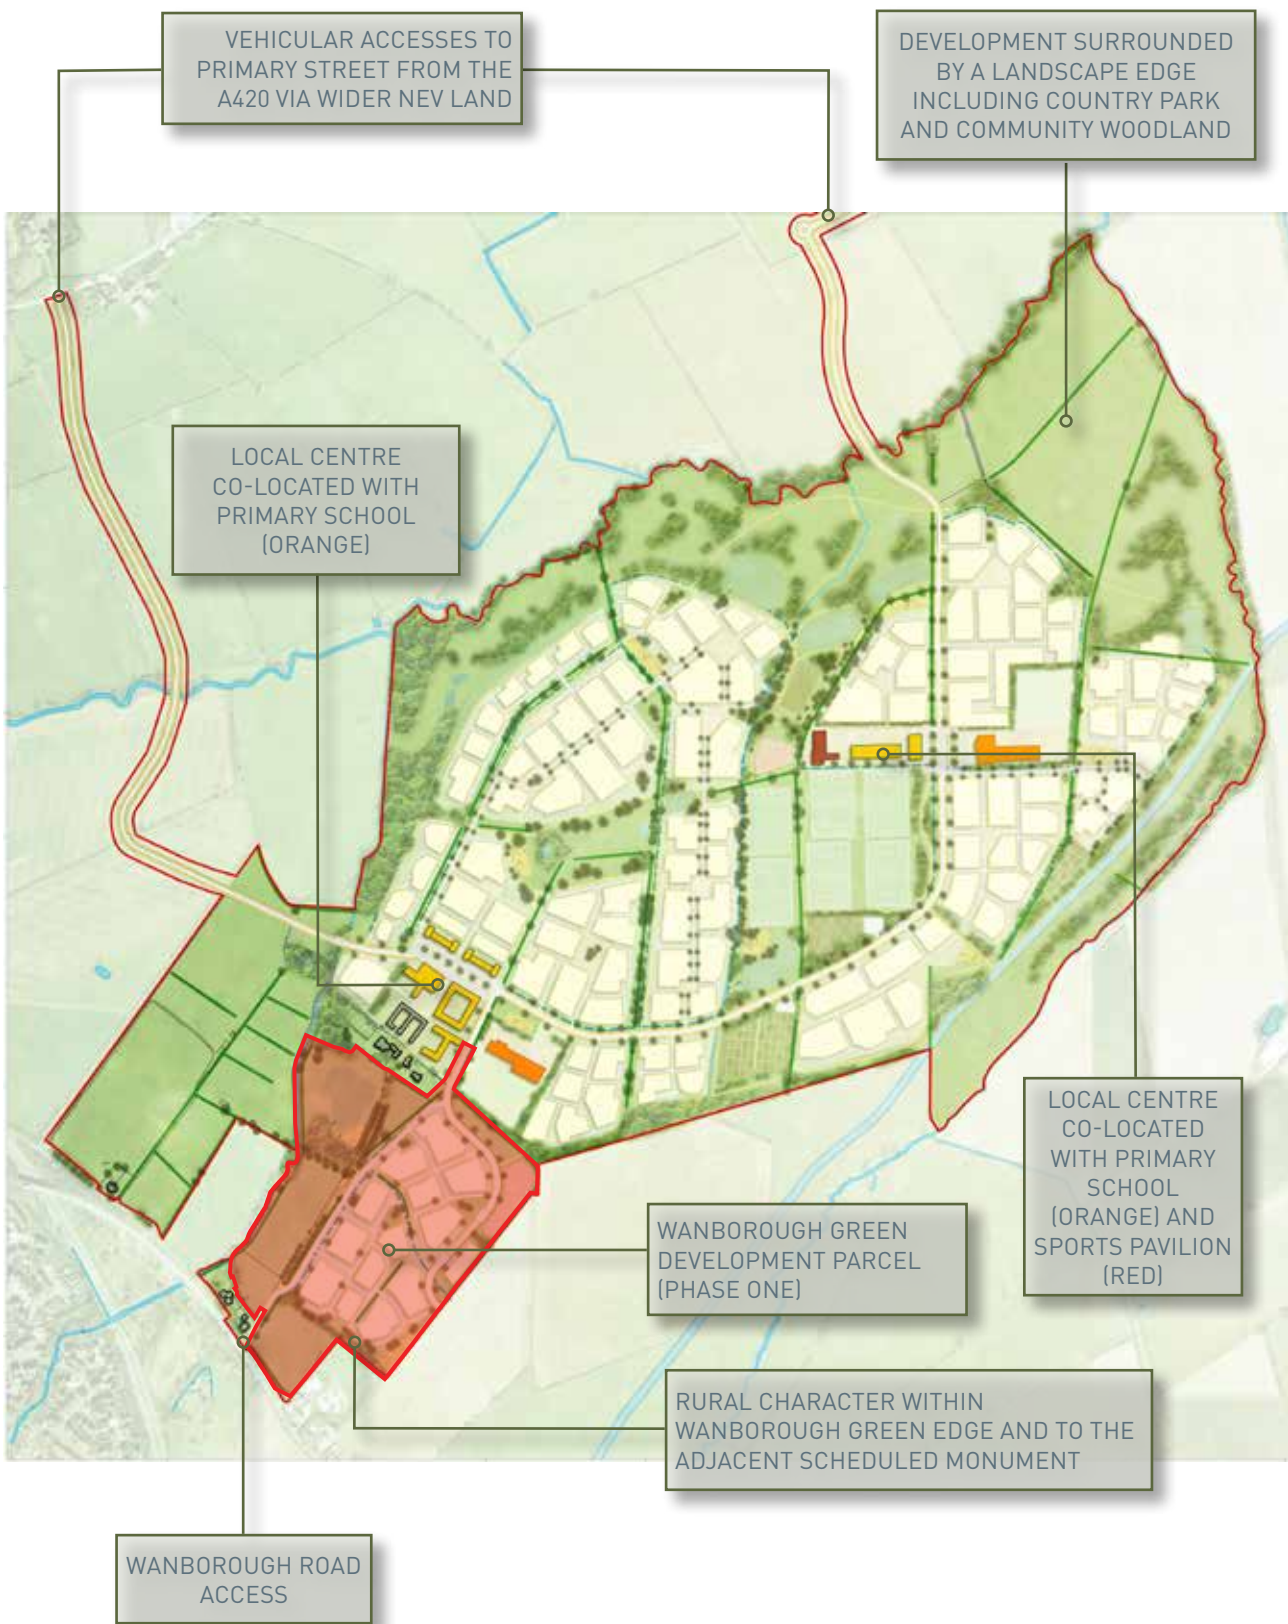 VEHICULAR ACCESSES TO
PRIMARY STREET FROM THE
A420 VIA WIDER NEV LAND
DEVELOPMENT SURROUNDED
BY A LANDSCAPE EDGE
INCLUDING COUNTRY PARK
AND COMMUNITY WOODLAND
LOCAL CENTRE
CO-LOCATED WITH
PRIMARY SCHOOL
(ORANGE)
LOCAL CENTRE
CO-LOCATED
WITH PRIMARY
SCHOOL
(ORANGE) AND
SPORTS PAVILION
(RED)
WANBOROUGH GREEN
DEVELOPMENT PARCEL
(PHASE ONE)
RURAL CHARACTER WITHIN
WANBOROUGH GREEN EDGE AND TO THE
ADJACENT SCHEDULED MONUMENT
WANBOROUGH ROAD
ACCESS